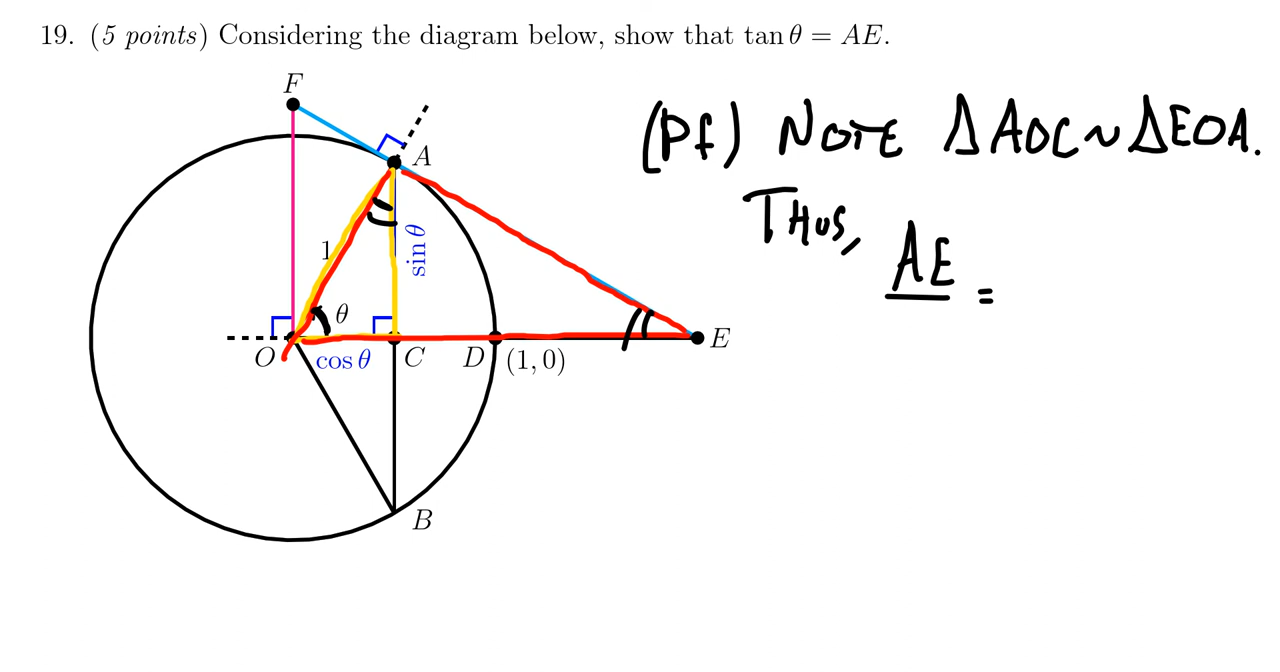 19. (5 points) Considering the diagram below, show that tan θ = AE.
F
A
(Pf) NOTE ΔAOC ~ ΔEOA.
THUS, AE =
1
sin θ
θ
O
cos θ
C
D
(1, 0)
E
B